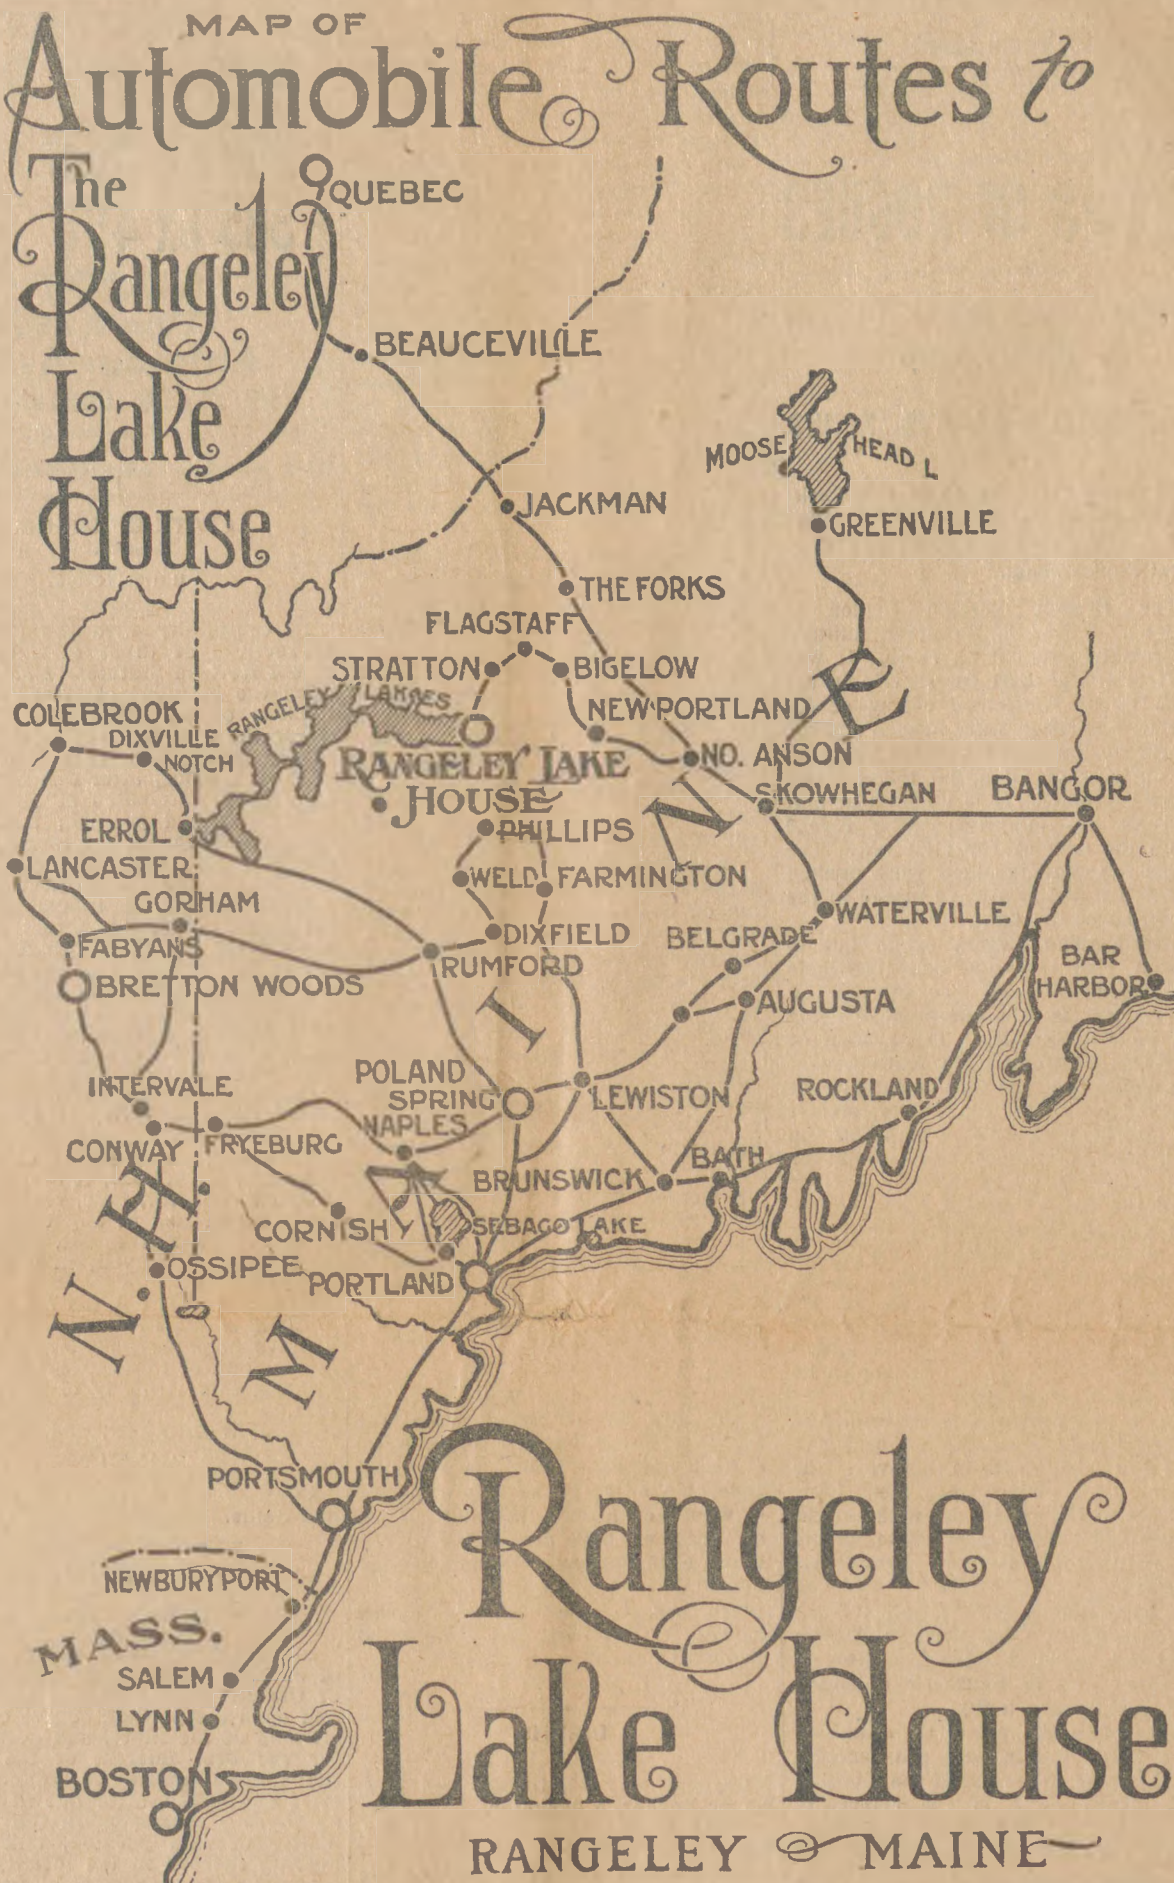 MAP OF
Automobile Routes to
The
Rangeley
Lake
House
QUEBEC
BEAUCEVILLE
MOOSE HEAD L
JACKMAN
GREENVILLE
THE FORKS
FLAGSTAFF
STRATTON
BIGELOW
RANGELEY LAKES
NEW PORTLAND
COLEBROOK
DIXVILLE
NOTCH
RANGELEY LAKE
HOUSE
NO. ANSON
SKOWHEGAN
BANGOR
ERROL
PHILLIPS
LANCASTER
WELD
FARMINGTON
GORHAM
WATERVILLE
FABYANS
DIXFIELD
BELGRADE
RUMFORD
BAR
HARBOR
BRETTON WOODS
AUGUSTA
INTERVALE
POLAND
SPRING
LEWISTON
ROCKLAND
CONWAY
FRYEBURG
NAPLES
BRUNSWICK
BATH
CORNISH
SEBAGO LAKE
OSSIPEE
PORTLAND
N.H.
MAINE
PORTSMOUTH
NEWBURYPORT
MASS.
SALEM
LYNN
BOSTON
Rangeley
Lake House
RANGELEY MAINE